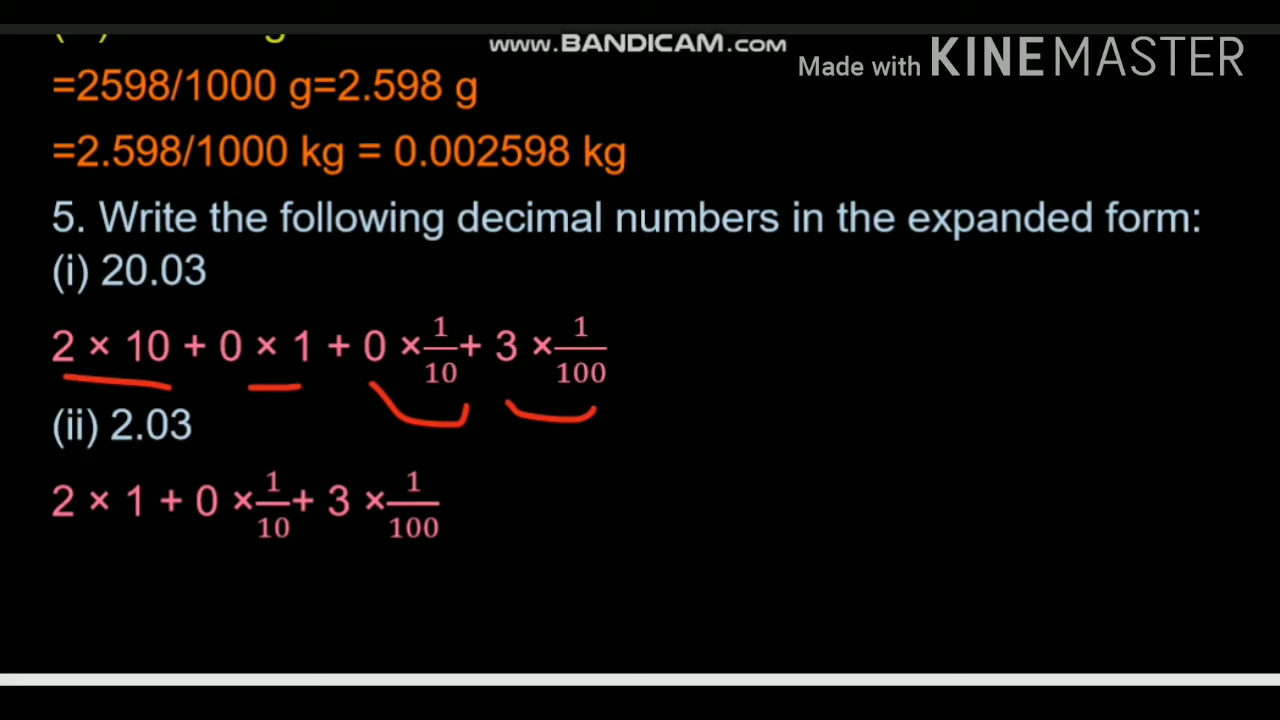 www.BANDICAM.com
Made with KINEMASTER
=2598/1000 g=2.598 g
=2.598/1000 kg = 0.002598 kg
5. Write the following decimal numbers in the expanded form:
(i) 20.03
2 × 10 + 0 × 1 + 0 × 1/10 + 3 × 1/100
(ii) 2.03
2 × 1 + 0 × 1/10 + 3 × 1/100